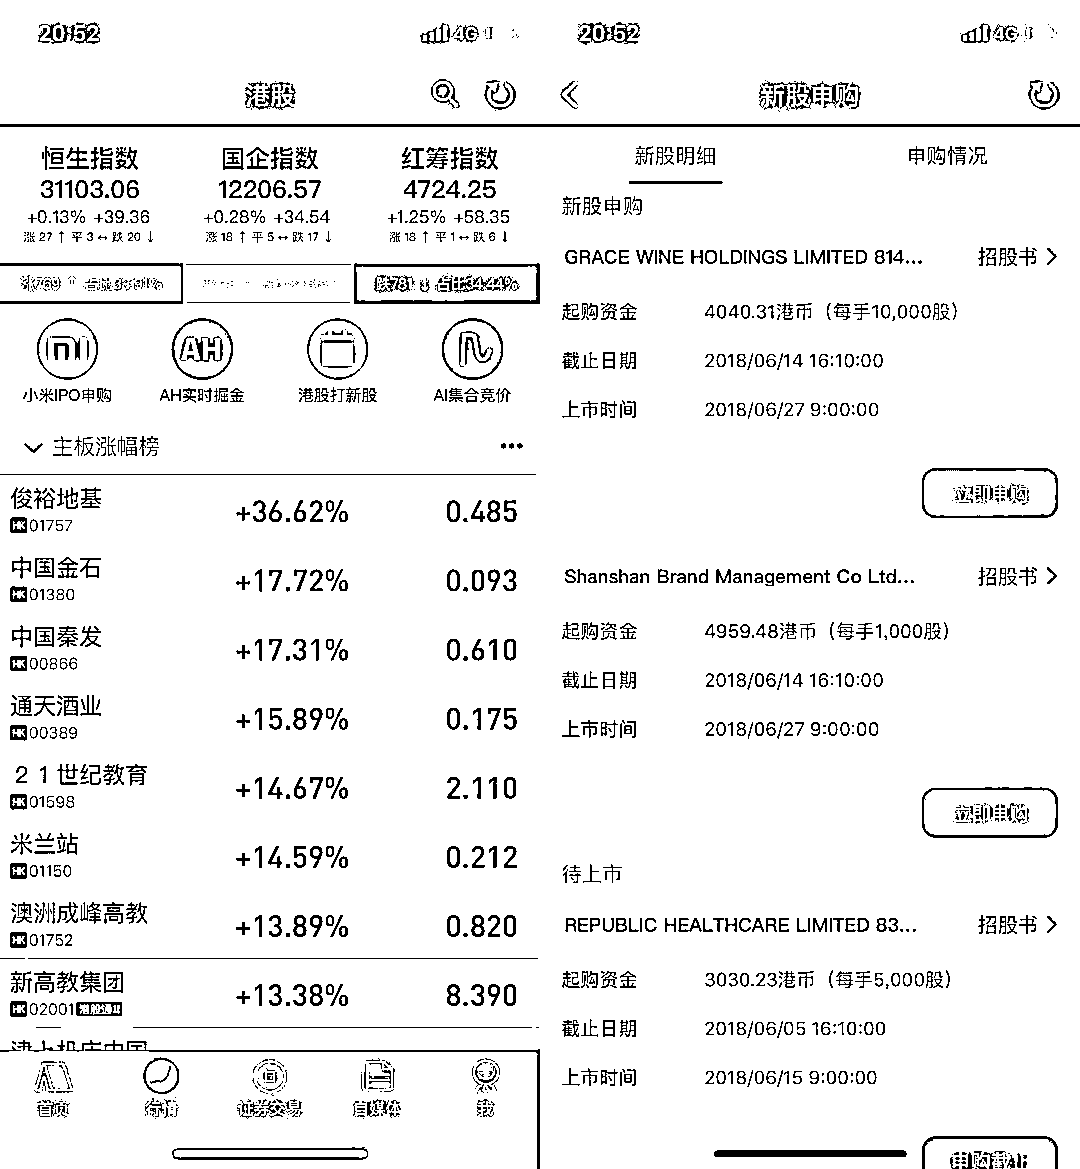 20:52
4G
港股
恒生指数
31103.06
+0.13% +39.36
涨 27 ↑ 平 3 ↔ 跌 20 ↓
国企指数
12206.57
+0.28% +34.54
涨 18 ↑ 平 5 ↔ 跌 17 ↓
红筹指数
4724.25
+1.25% +58.35
涨 18 ↑ 平 1 ↔ 跌 6 ↓
跌781 占比34.44%
小米IPO申购
AH
AH实时掘金
港股打新股
AI集合竞价
主板涨幅榜
俊裕地基 +36.62% 0.485
HK 01757
中国金石 +17.72% 0.093
HK 01380
中国秦发 +17.31% 0.610
HK 00866
通天酒业 +15.89% 0.175
HK 00389
２１世纪教育 +14.67% 2.110
HK 01598
米兰站 +14.59% 0.212
HK 01150
澳洲成峰高教 +13.89% 0.820
HK 01752
新高教集团 +13.38% 8.390
HK 02001 港股通
首页 行情 证券交易 自媒体 我
20:52
4G
新股申购
新股明细 申购情况
新股申购
GRACE WINE HOLDINGS LIMITED 814... 招股书
起购资金 4040.31港币（每手10,000股）
截止日期 2018/06/14 16:10:00
上市时间 2018/06/27 9:00:00
立即申购
Shanshan Brand Management Co Ltd... 招股书
起购资金 4959.48港币（每手1,000股）
截止日期 2018/06/14 16:10:00
上市时间 2018/06/27 9:00:00
立即申购
待上市
REPUBLIC HEALTHCARE LIMITED 83... 招股书
起购资金 3030.23港币（每手5,000股）
截止日期 2018/06/05 16:10:00
上市时间 2018/06/15 9:00:00
申购截止